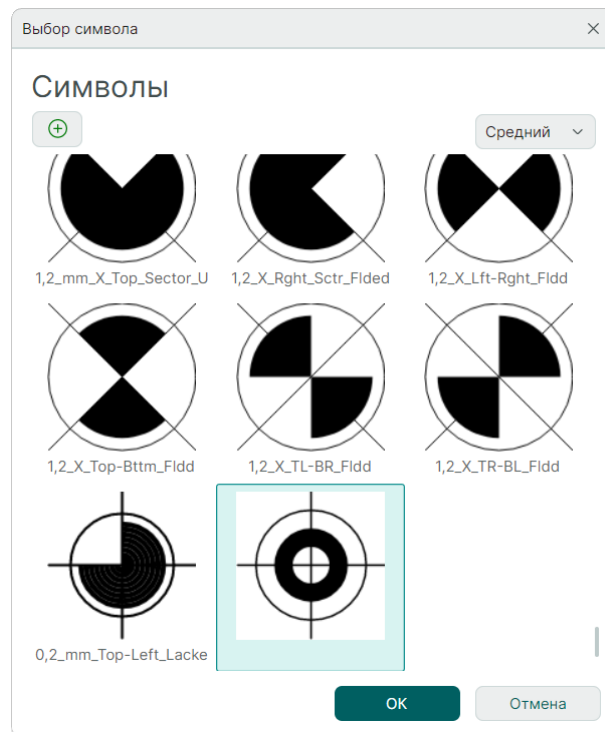 Выбор символа
Символы
Средний
1,2_mm_X_Top_Sector_U
1,2_X_Rght_Sctr_Flded
1,2_X_Lft-Rght_Fldd
1,2_X_Top-Bttm_Fldd
1,2_X_TL-BR_Fldd
1,2_X_TR-BL_Fldd
0,2_mm_Top-Left_Lacke
ОК
Отмена